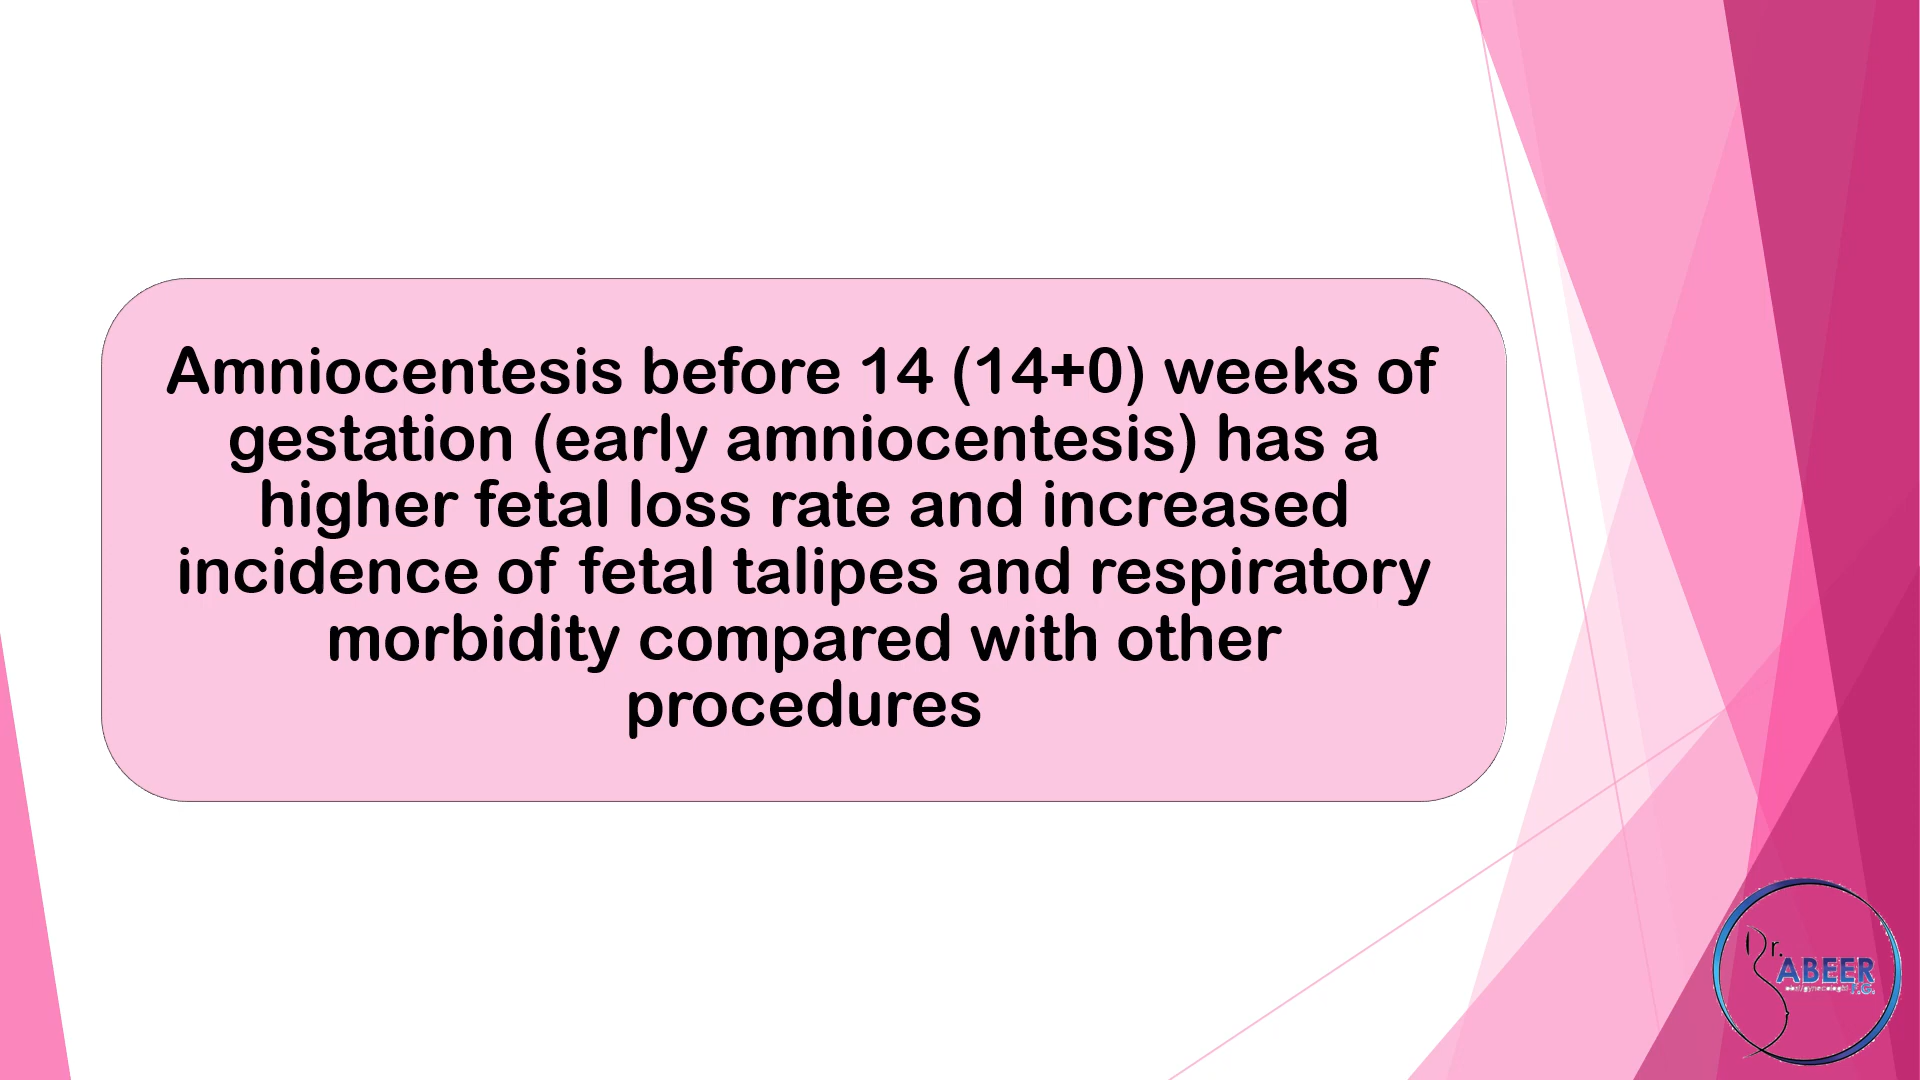 Amniocentesis before 14 (14+0) weeks of
gestation (early amniocentesis) has a
higher fetal loss rate and increased
incidence of fetal talipes and respiratory
morbidity compared with other
procedures
Dr.
ABEER
F.G.